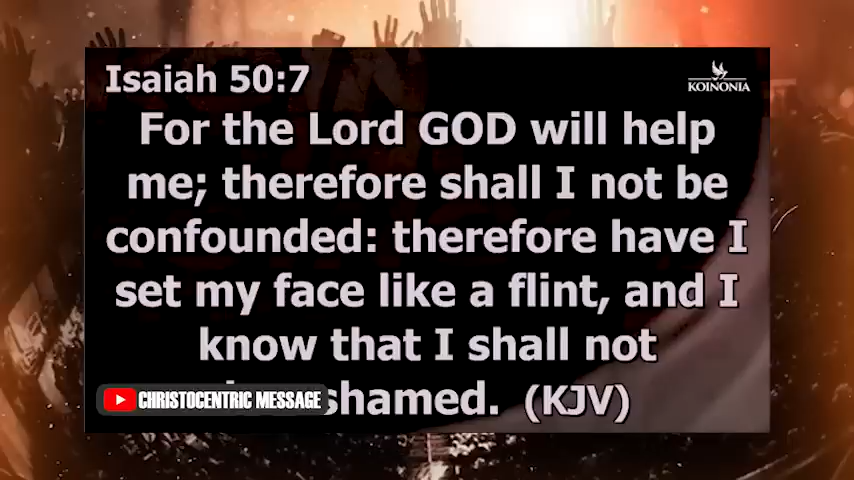 Isaiah 50:7
KOINONIA
For the Lord GOD will help
me; therefore shall I not be
confounded: therefore have I
set my face like a flint, and I
know that I shall not
shamed. (KJV)
CHRISTOCENTRIC MESSAGE